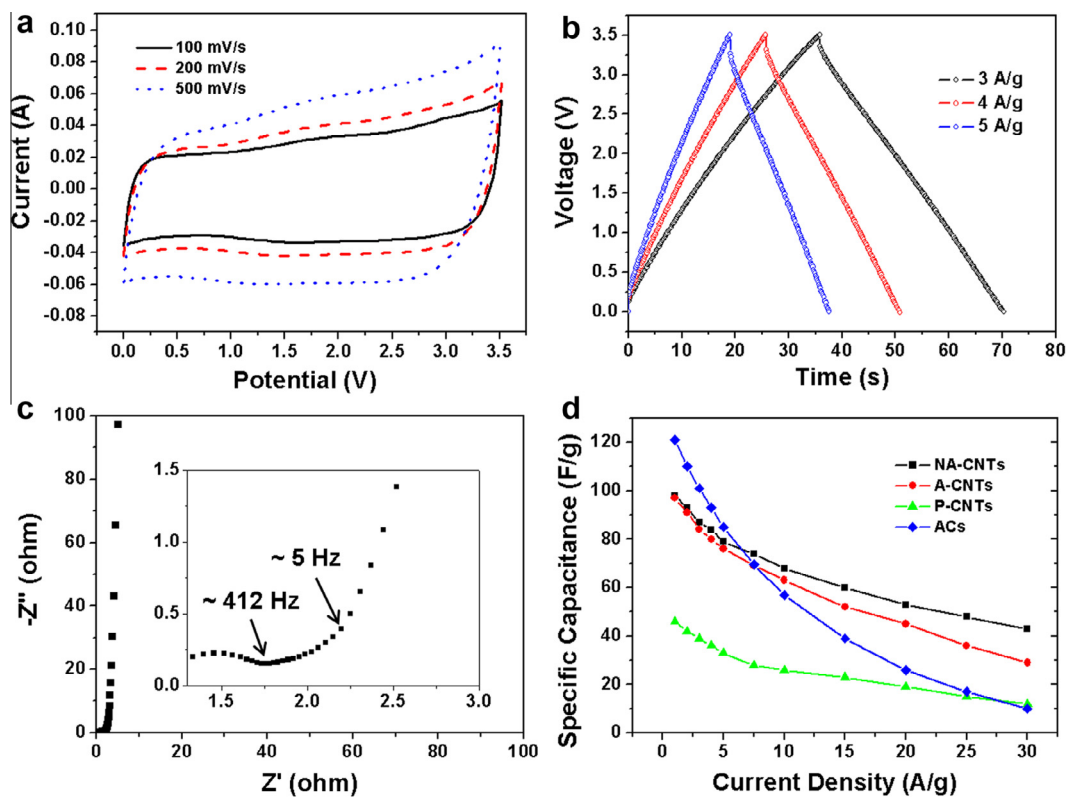 a
0.10
0.08
0.06
0.04
0.02
0.00
-0.02
-0.04
-0.06
-0.08
Current (A)
100 mV/s
200 mV/s
500 mV/s
0.0 0.5 1.0 1.5 2.0 2.5 3.0 3.5
Potential (V)
b
3.5
3.0
2.5
2.0
1.5
1.0
0.5
0.0
Voltage (V)
3 A/g
4 A/g
5 A/g
0 10 20 30 40 50 60 70 80
Time (s)
c
100
80
60
40
20
0
-Z" (ohm)
1.5
1.0
0.5
0.0
~ 5 Hz
~ 412 Hz
1.5 2.0 2.5 3.0
0 20 40 60 80 100
Z' (ohm)
d
120
100
80
60
40
20
0
Specific Capacitance (F/g)
NA-CNTs
A-CNTs
P-CNTs
ACs
0 5 10 15 20 25 30
Current Density (A/g)